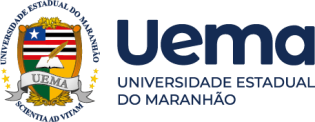 UNIVERSIDADE ESTADUAL DO MARANHÃO
UEMA
SCIENTIA AD VITAM
Uema
UNIVERSIDADE ESTADUAL
DO MARANHÃO